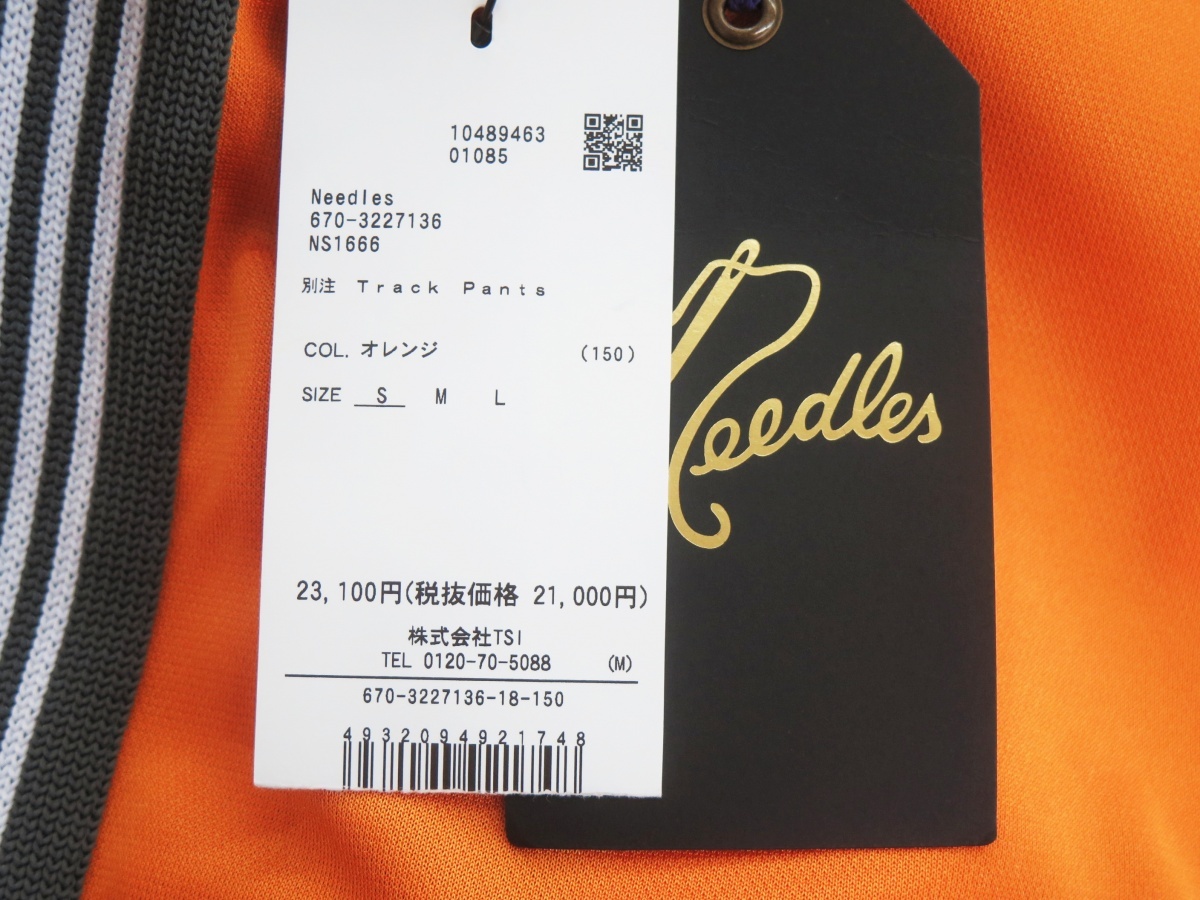 10489463
01085
Needles
670-3227136
NS1666
別注 Track Pants
COL. オレンジ (150)
SIZE S M L
23,100円(税抜価格 21,000円)
株式会社TSI
TEL 0120-70-5088 (M)
670-3227136-18-150
4932094921748
Needles